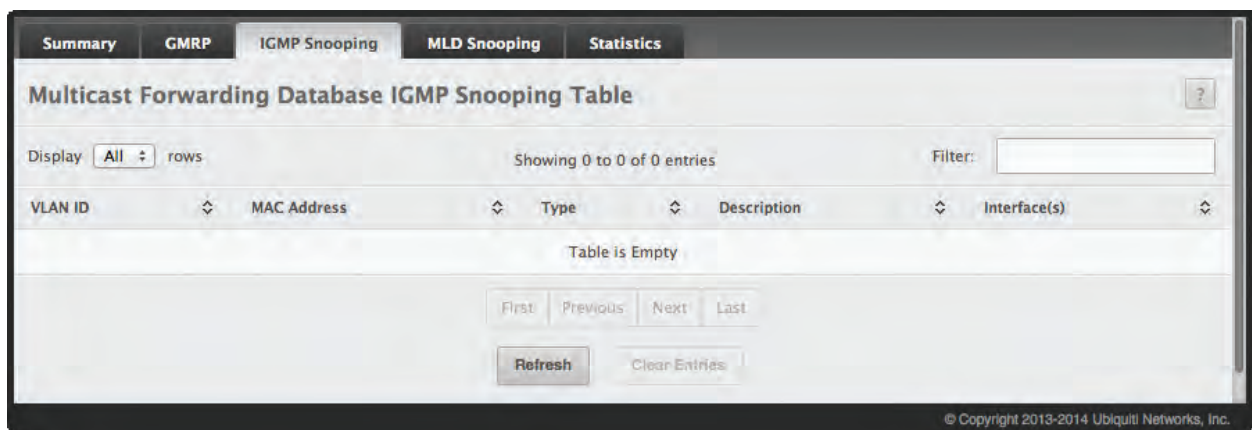 Summary GMRP IGMP Snooping MLD Snooping Statistics
Multicast Forwarding Database IGMP Snooping Table ?
Display All rows Showing 0 to 0 of 0 entries Filter:
VLAN ID MAC Address Type Description Interface(s)
Table is Empty
First Previous Next Last
Refresh Clear Entries
© Copyright 2013-2014 Ubiquiti Networks, Inc.